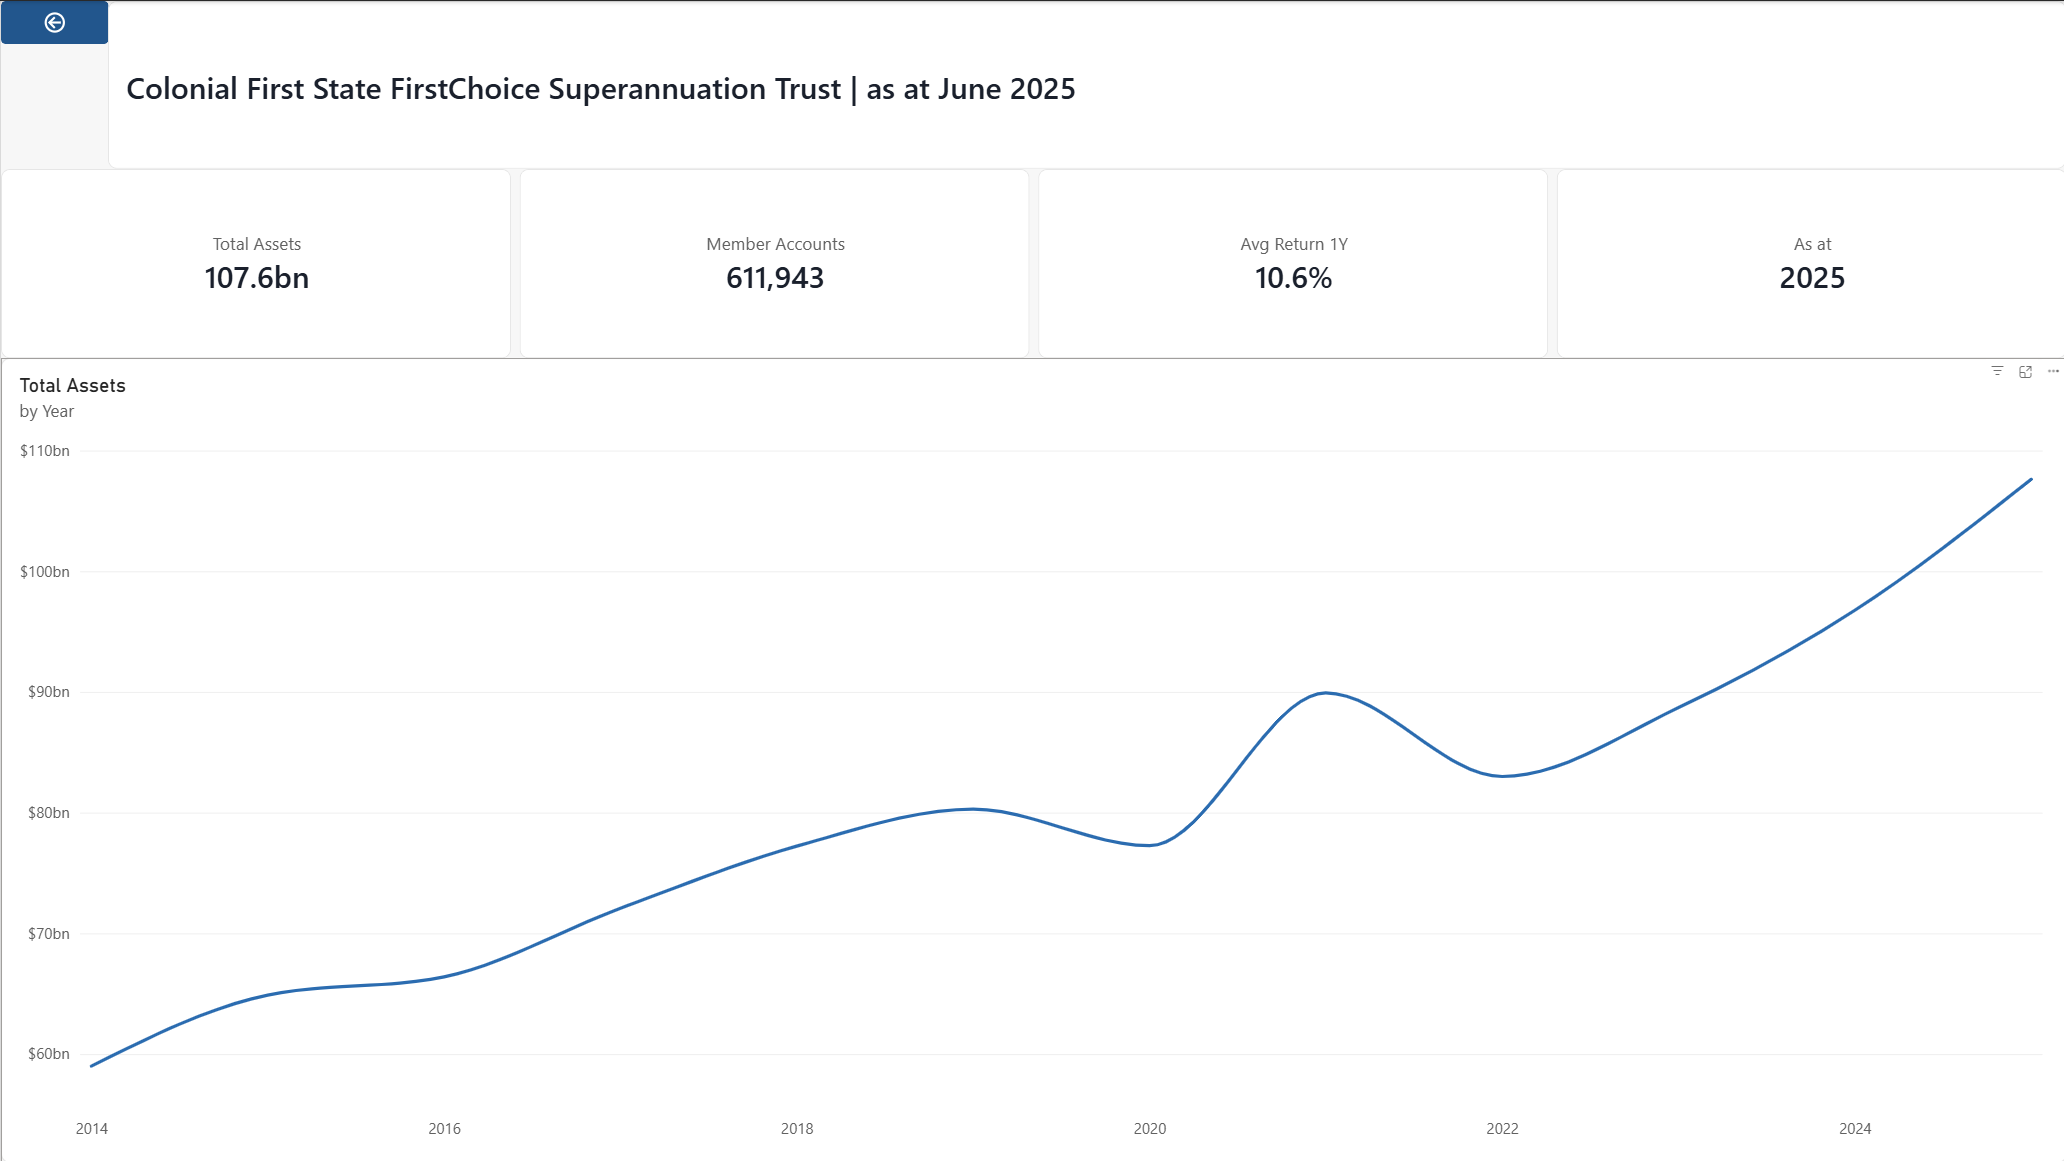 Colonial First State FirstChoice Superannuation Trust | as at June 2025
Total Assets
107.6bn
Member Accounts
611,943
Avg Return 1Y
10.6%
As at
2025
Total Assets
by Year
$110bn
$100bn
$90bn
$80bn
$70bn
$60bn
2014 2016 2018 2020 2022 2024